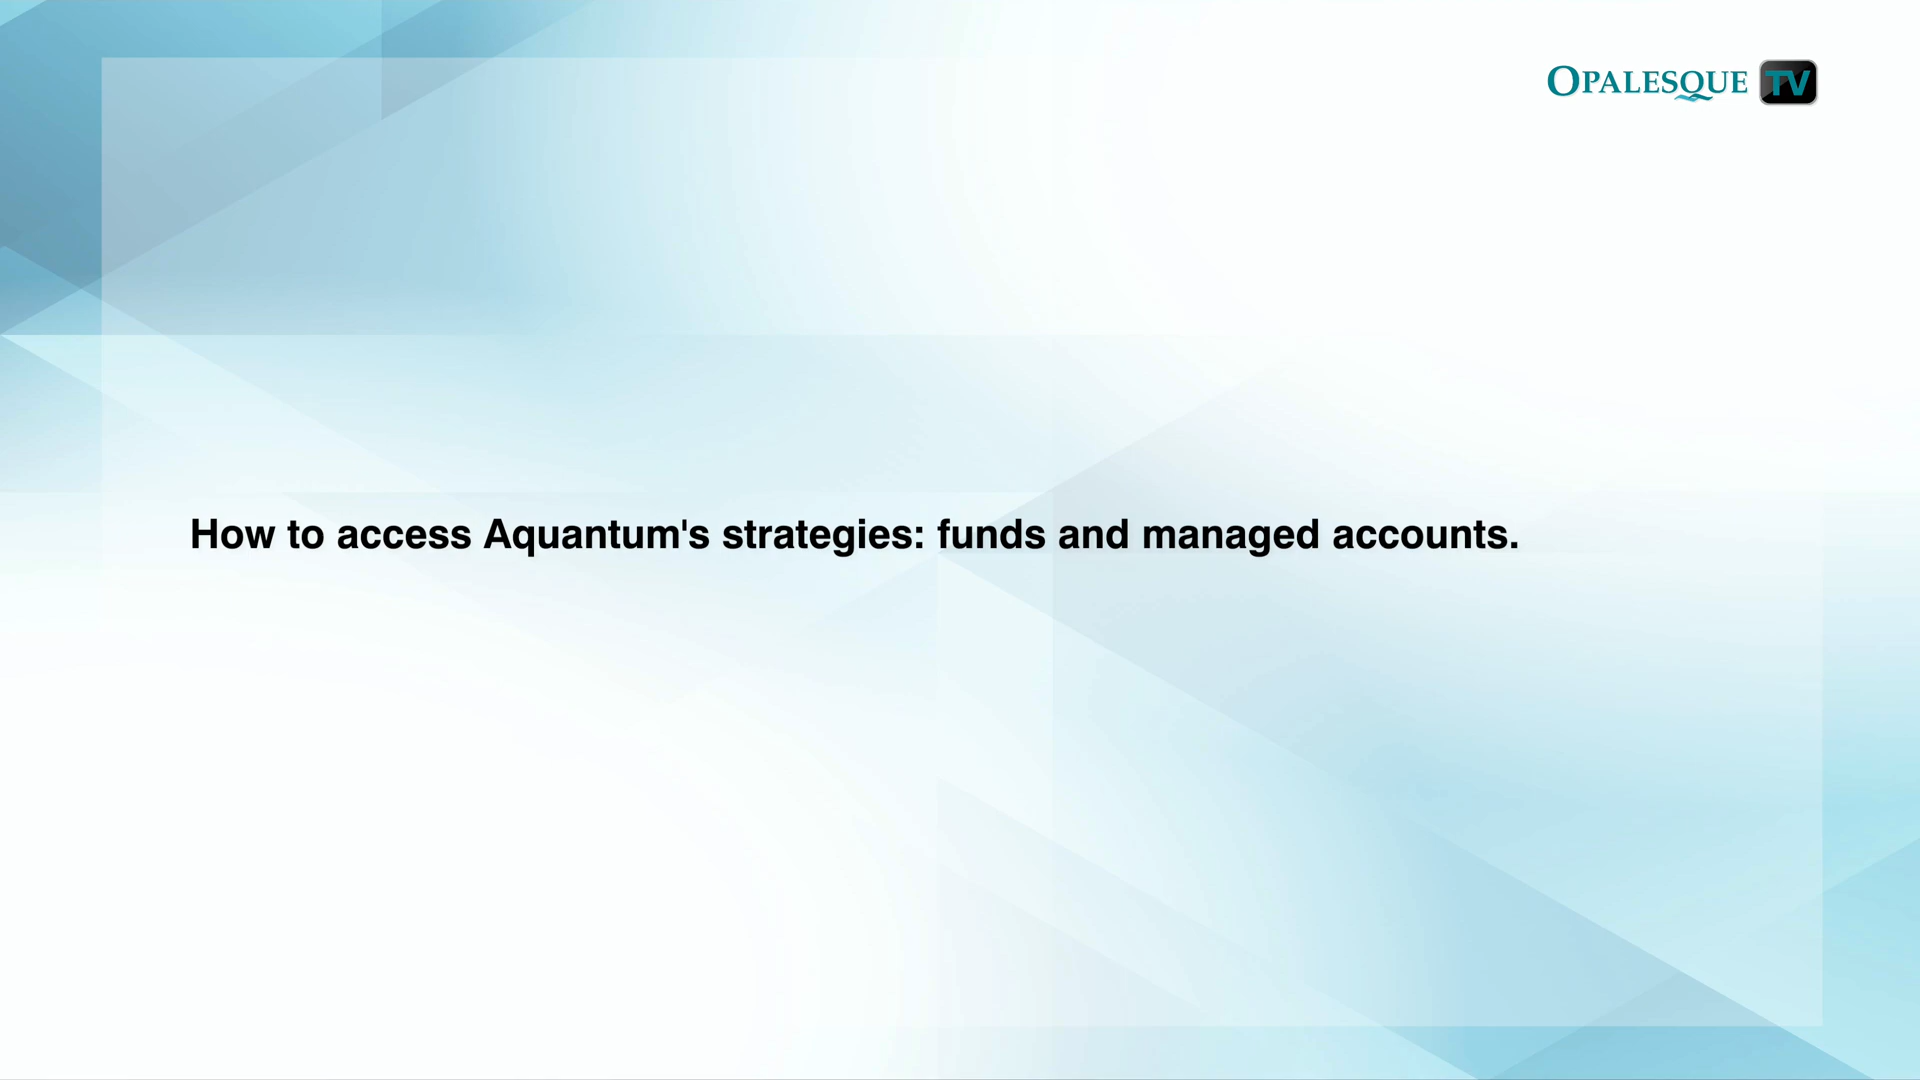 OPALESQUE TV
How to access Aquantum's strategies: funds and managed accounts.